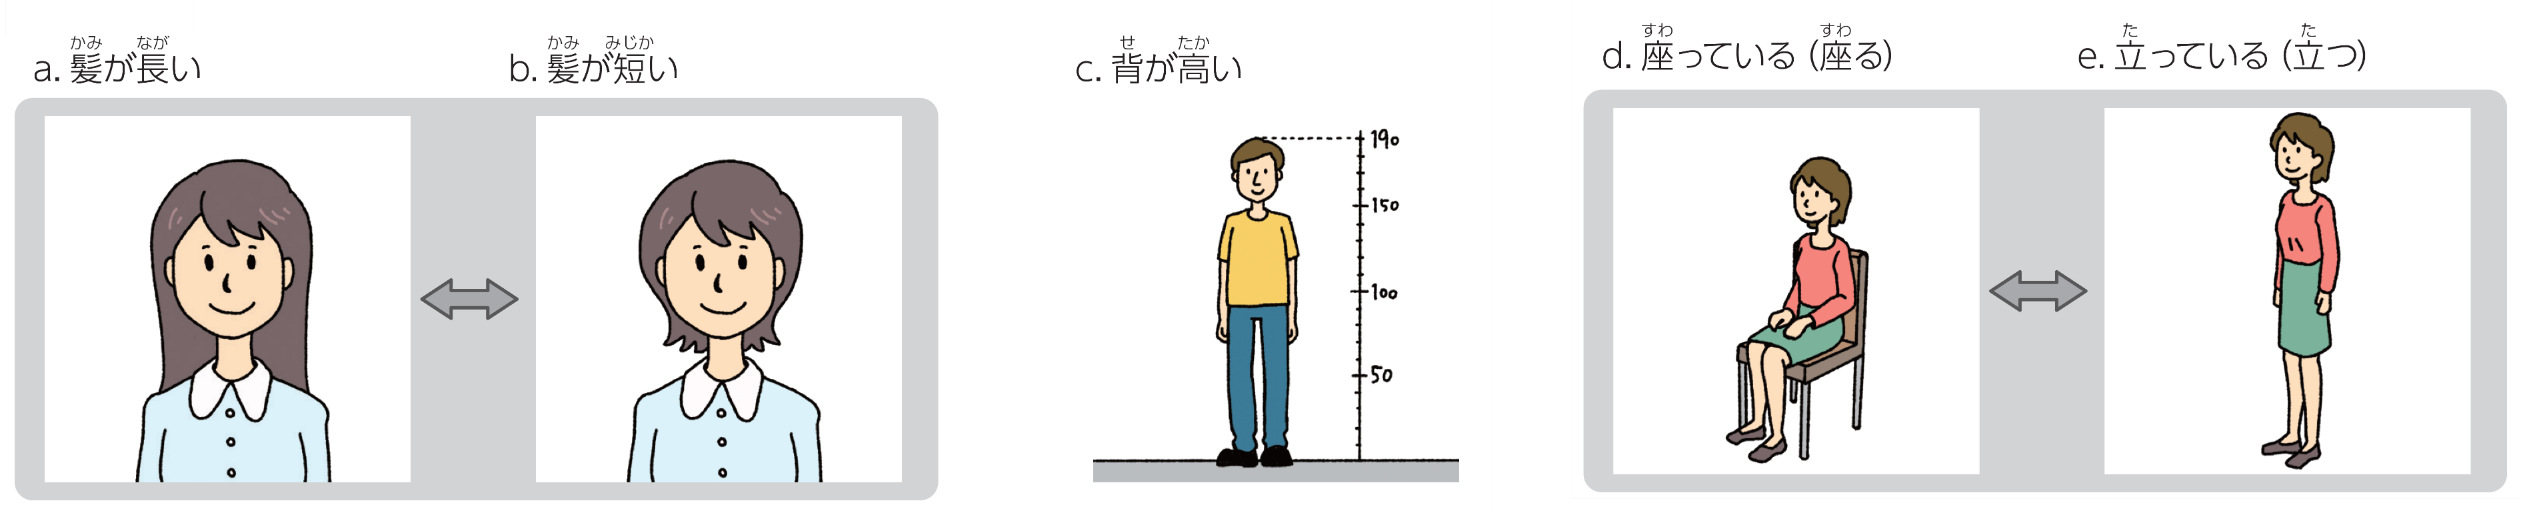 かみ なが
a. 髪が長い
かみ みじか
b. 髪が短い
せ たか
c. 背が高い
190
150
100
50
すわ すわ
d. 座っている (座る)
た た
e. 立っている (立つ)